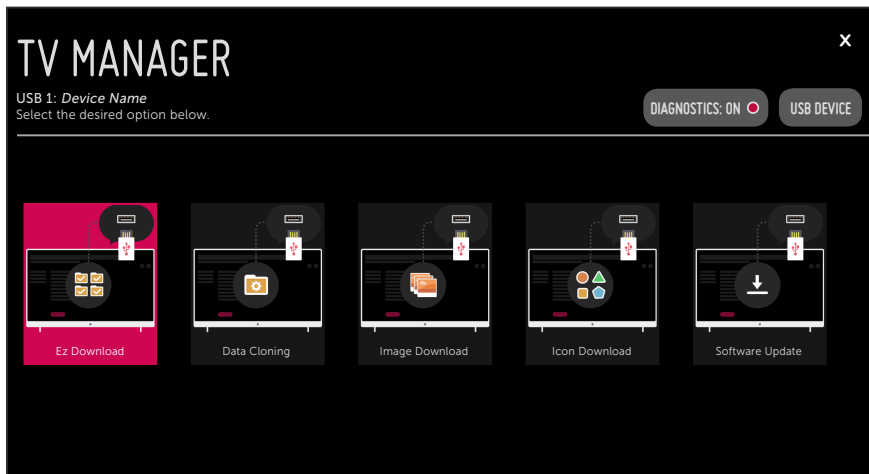 TV MANAGER
X
USB 1: Device Name
Select the desired option below.
DIAGNOSTICS: ON
USB DEVICE
Ez Download
Data Cloning
Image Download
Icon Download
Software Update